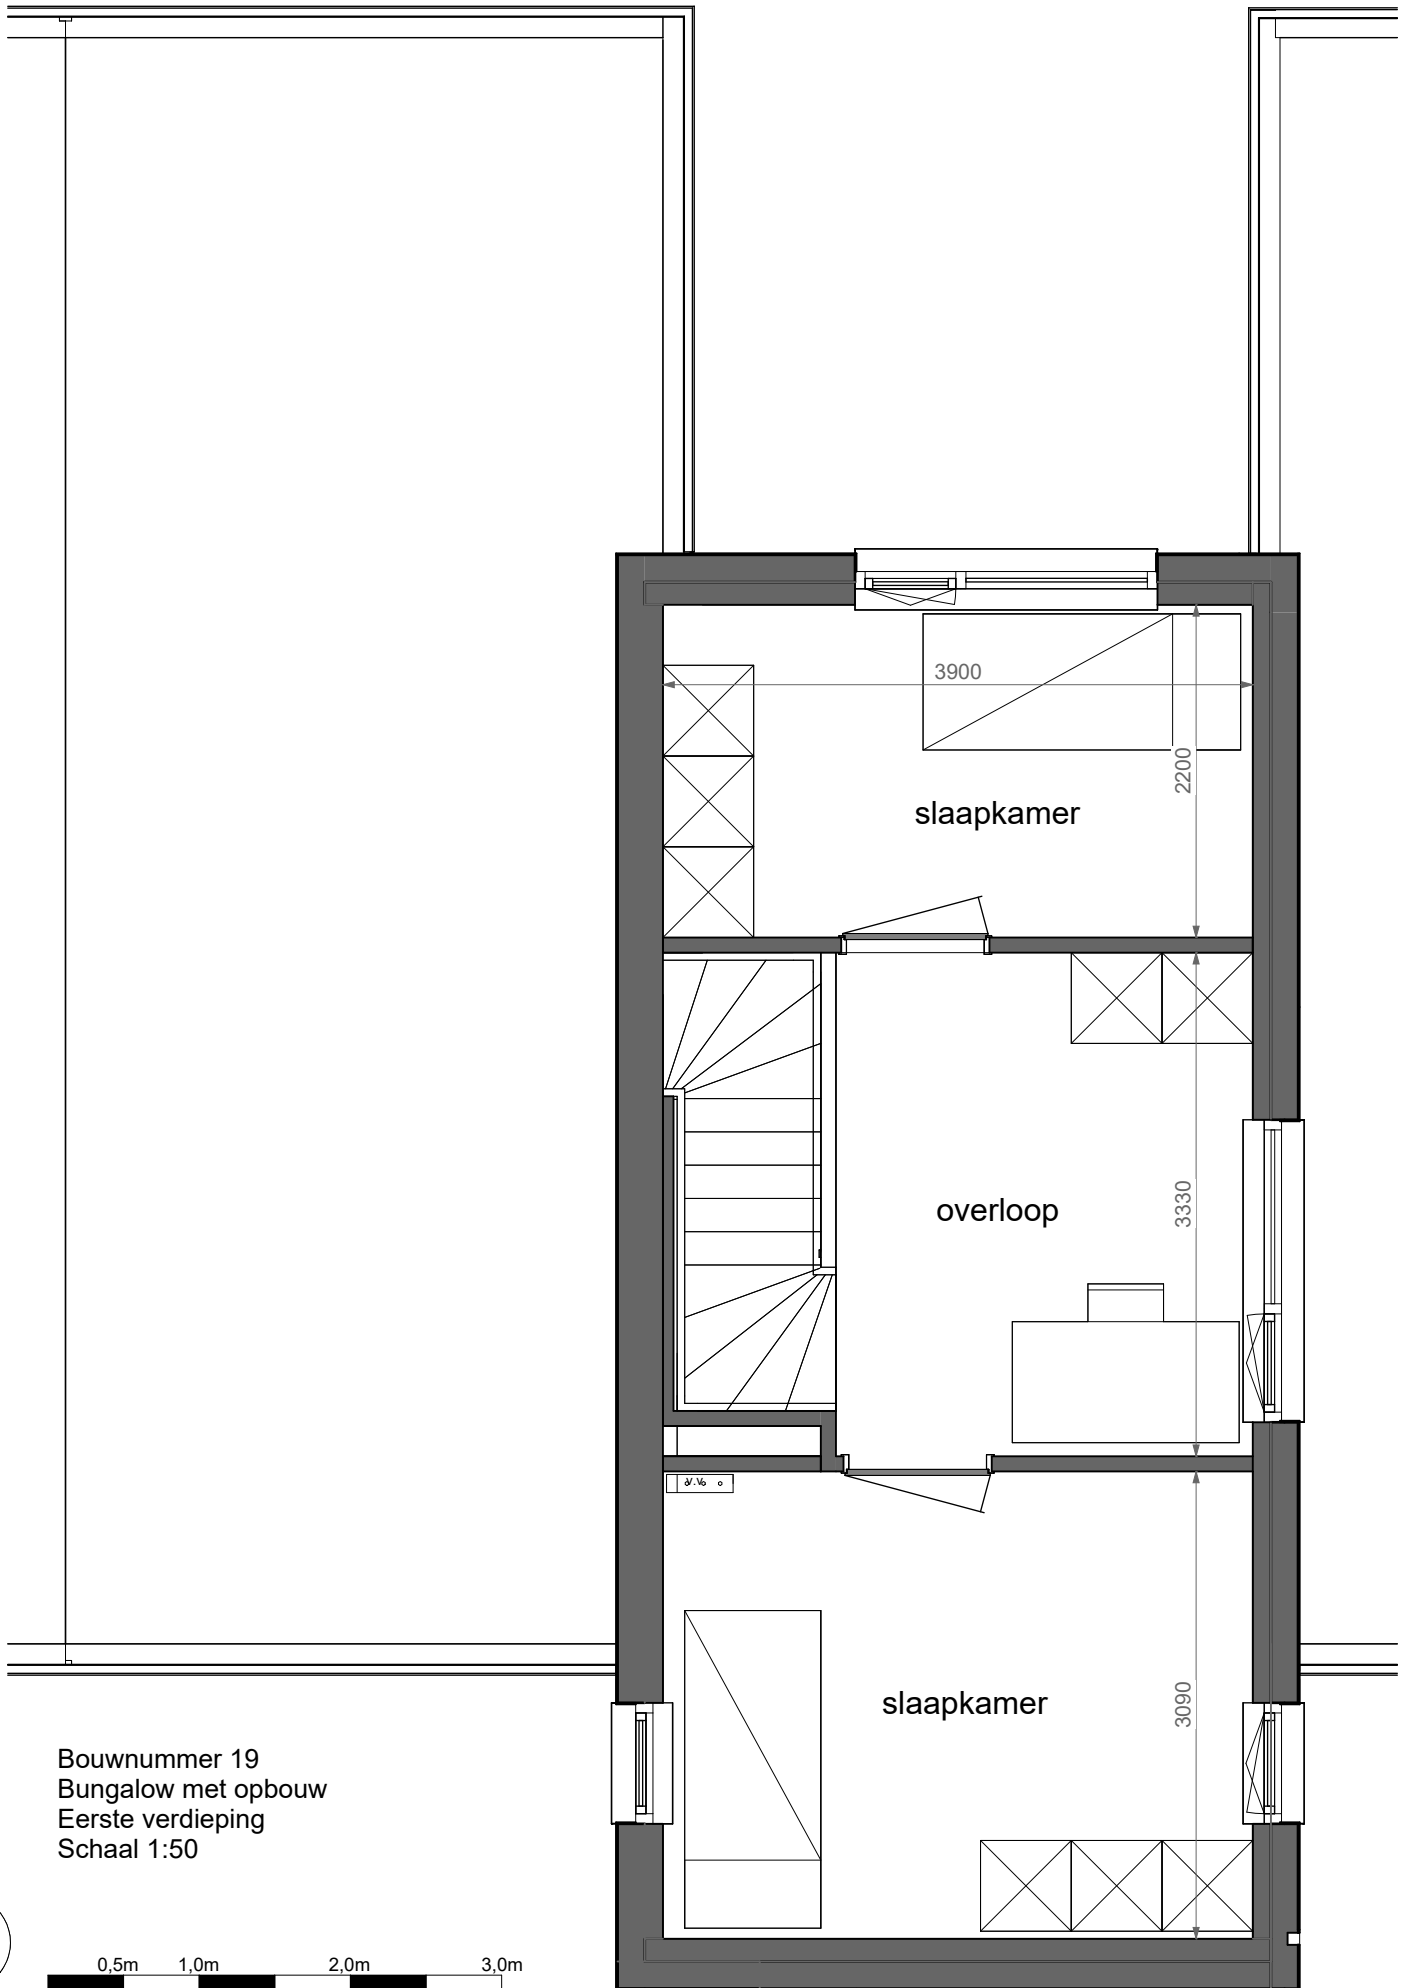 3900
2200
slaapkamer
overloop
3330
v.v.
slaapkamer
3090
Bouwnummer 19
Bungalow met opbouw
Eerste verdieping
Schaal 1:50
0,5m 1,0m 2,0m 3,0m